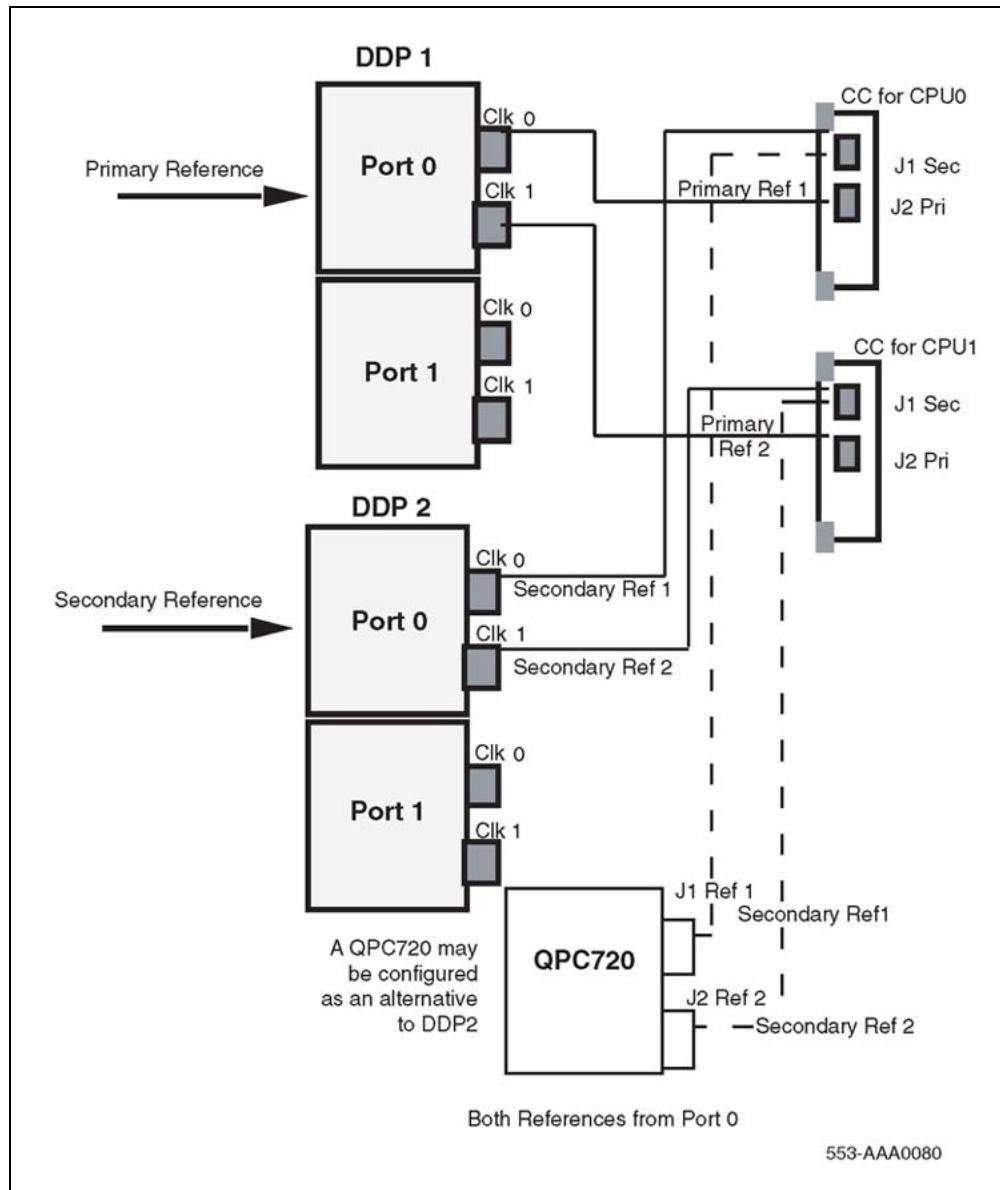 DDP 1
CC for CPU0
Clk 0
Port 0
Primary Reference
J1 Sec
Clk 1
Primary Ref 1
J2 Pri
Clk 0
Port 1
Clk 1
CC for CPU1
J1 Sec
Primary
Ref 2
J2 Pri
DDP 2
Clk 0
Secondary Ref 1
Secondary Reference
Port 0
Clk 1
Secondary Ref 2
Clk 0
Port 1
Clk 1
J1 Ref 1
Secondary Ref1
A QPC720 may
be configured
as an alternative
to DDP2
QPC720
J2 Ref 2
Secondary Ref 2
Both References from Port 0
553-AAA0080